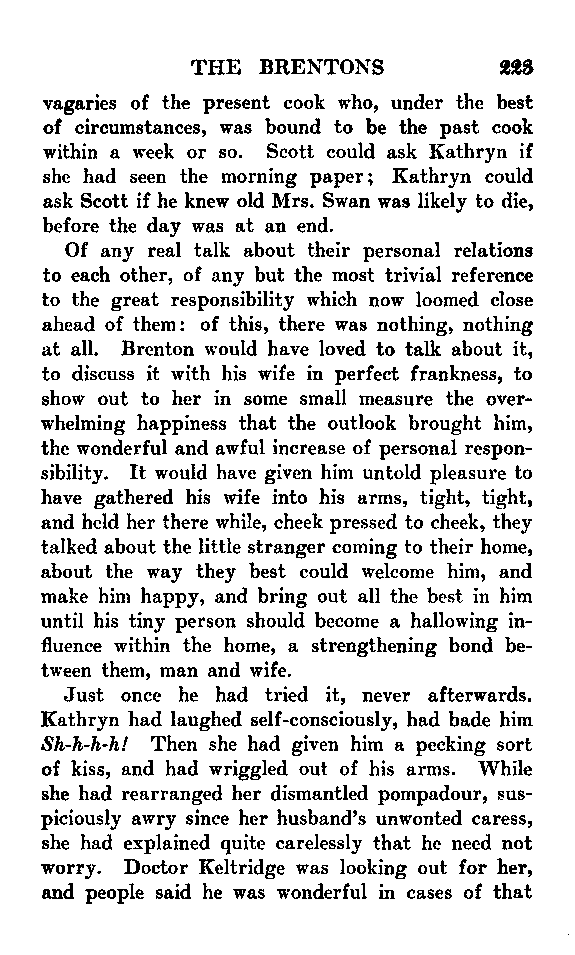 THE BRENTONS 223
vagaries of the present cook who, under the best
of circumstances, was bound to be the past cook
within a week or so. Scott could ask Kathryn if
she had seen the morning paper; Kathryn could
ask Scott if he knew old Mrs. Swan was likely to die,
before the day was at an end.
Of any real talk about their personal relations
to each other, of any but the most trivial reference
to the great responsibility which now loomed close
ahead of them: of this, there was nothing, nothing
at all. Brenton would have loved to talk about it,
to discuss it with his wife in perfect frankness, to
show out to her in some small measure the over-
whelming happiness that the outlook brought him,
the wonderful and awful increase of personal respon-
sibility. It would have given him untold pleasure to
have gathered his wife into his arms, tight, tight,
and held her there while, cheek pressed to cheek, they
talked about the little stranger coming to their home,
about the way they best could welcome him, and
make him happy, and bring out all the best in him
until his tiny person should become a hallowing in-
fluence within the home, a strengthening bond be-
tween them, man and wife.
Just once he had tried it, never afterwards.
Kathryn had laughed self-consciously, had bade him
Sh-h-h-h! Then she had given him a pecking sort
of kiss, and had wriggled out of his arms. While
she had rearranged her dismantled pompadour, sus-
piciously awry since her husband's unwonted caress,
she had explained quite carelessly that he need not
worry. Doctor Keltridge was looking out for her,
and people said he was wonderful in cases of that